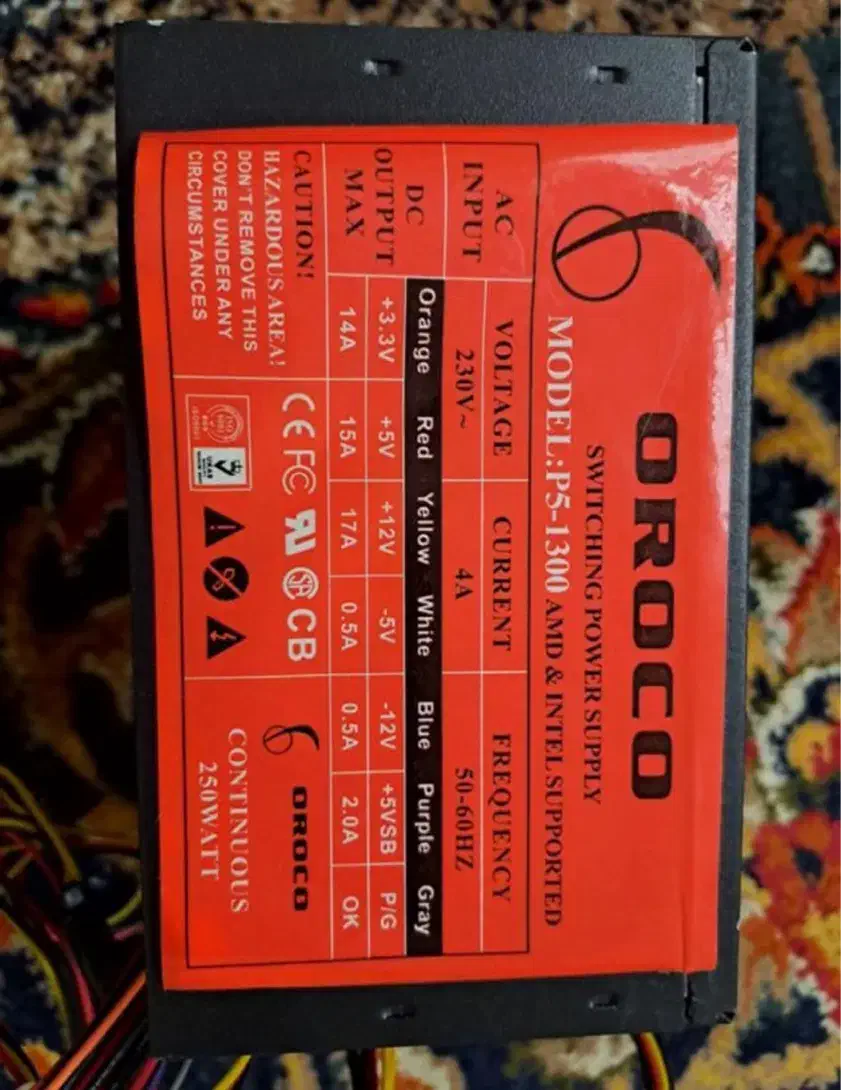 OROCO
SWITCHING POWER SUPPLY
MODEL:P5-1300 AMD & INTEL SUPPORTED
AC INPUT VOLTAGE CURRENT FREQUENCY
230V~ 4A 50-60HZ
DC OUTPUT MAX Orange Red Yellow White Blue Purple Gray
+3.3V +5V +12V -5V -12V +5VSB P/G
14A 15A 17A 0.5A 0.5A 2.0A OK
CAUTION!
HAZARDOUS AREA!
DON'T REMOVE THIS
COVER UNDER ANY
CIRCUMSTANCES
CE FC CB
OROCO
CONTINUOUS
250WATT